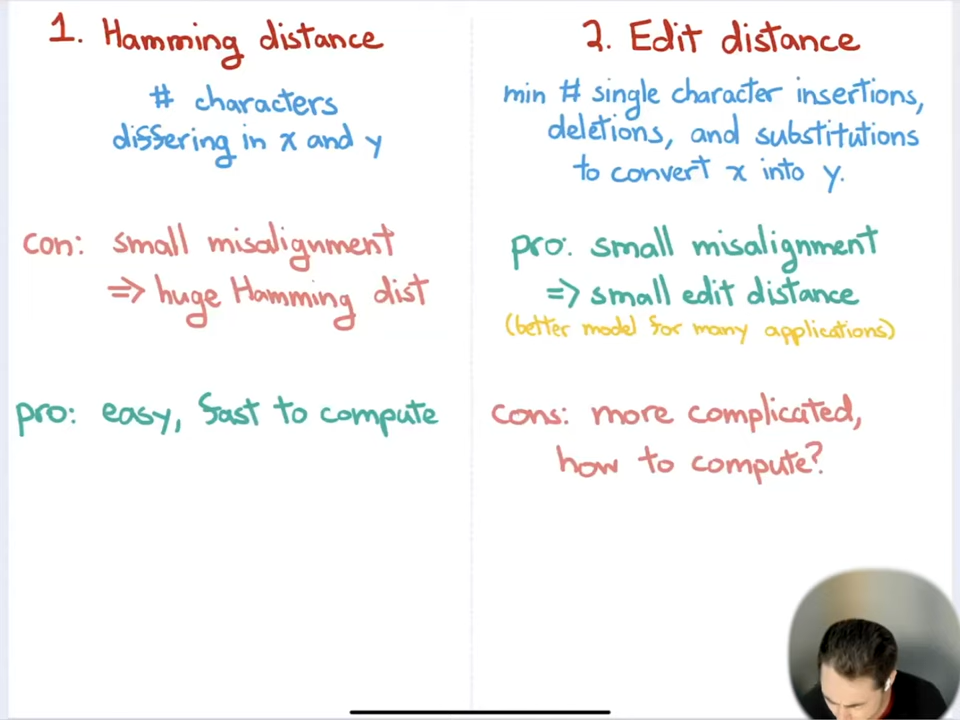 1. Hamming distance
# characters
differing in x and y
con: small misalignment
=> huge Hamming dist
pro: easy, fast to compute
2. Edit distance
min # single character insertions,
deletions, and substitutions
to convert x into y.
pro: small misalignment
=> small edit distance
(better model for many applications)
cons: more complicated,
how to compute?